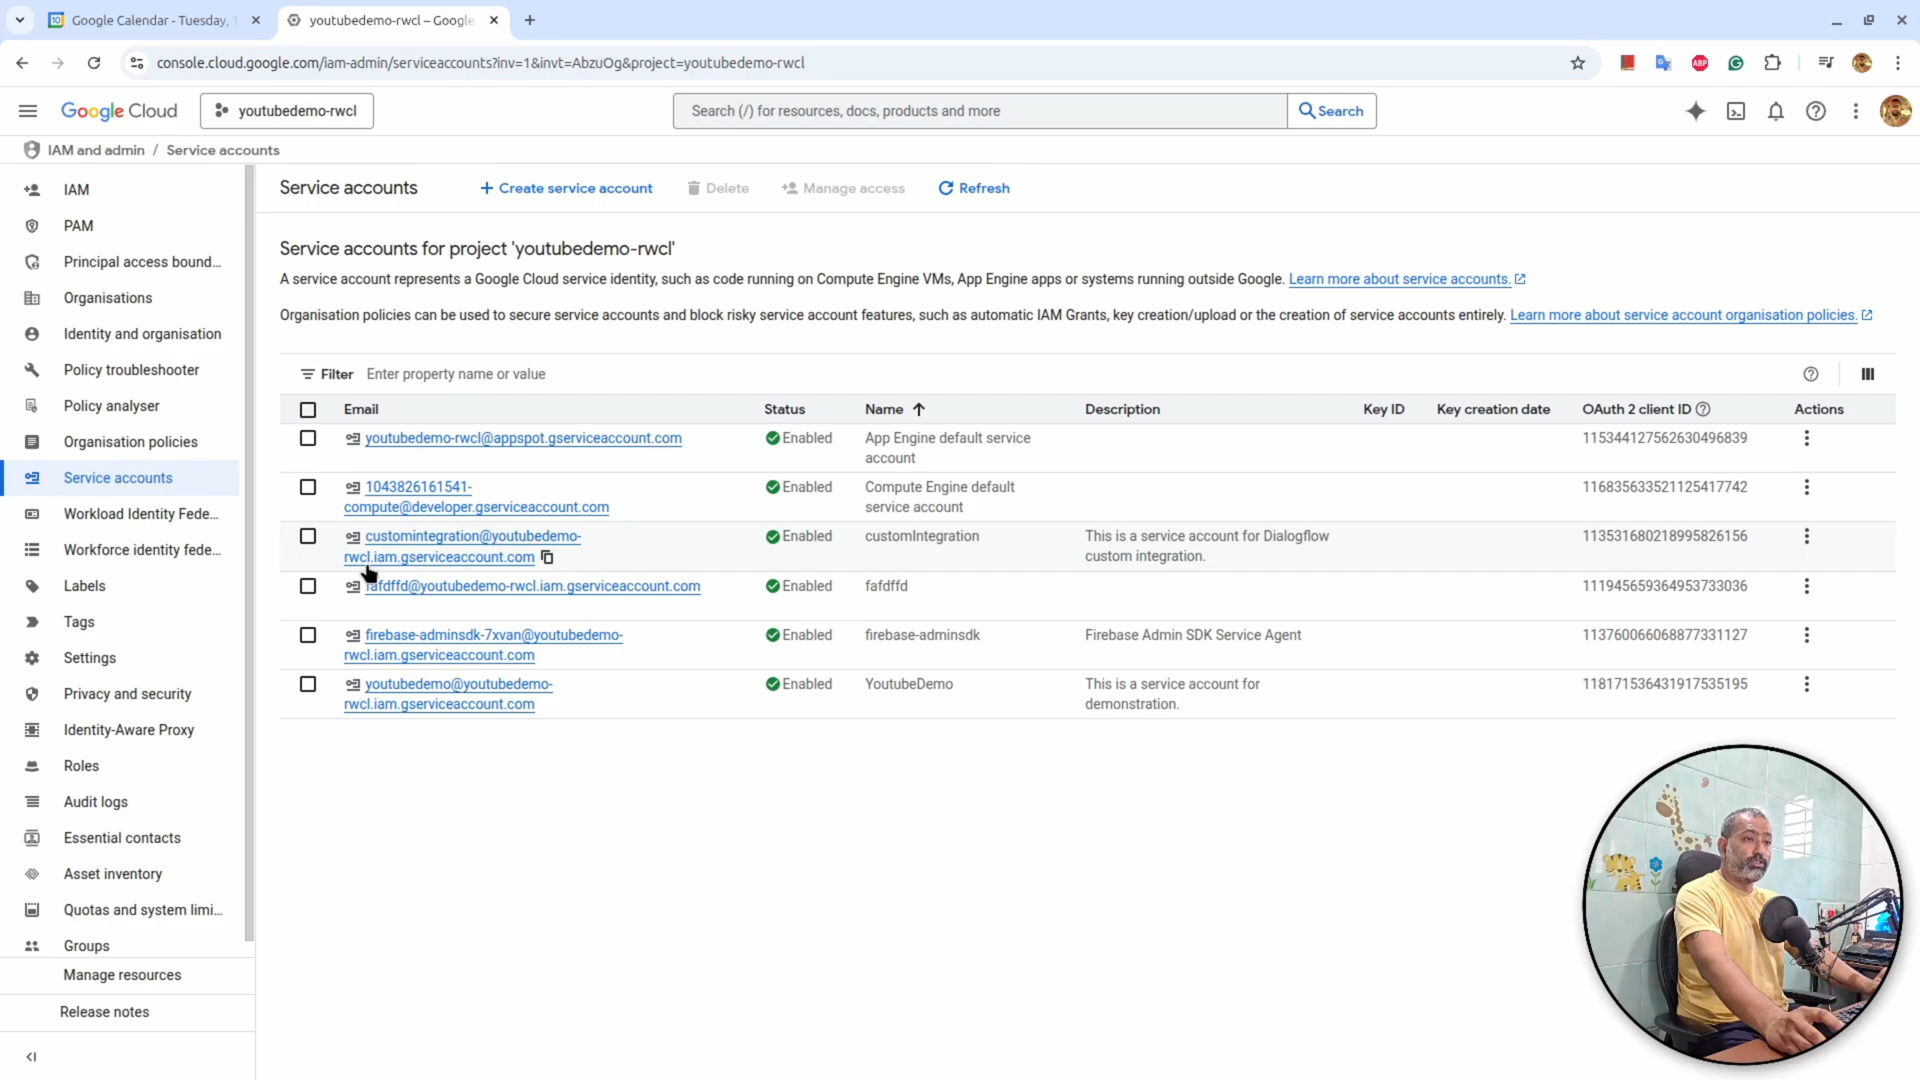 Google Calendar - Tuesday,
youtubedemo-rwcl – Google
console.cloud.google.com/iam-admin/serviceaccounts?inv=1&invt=AbzuOg&project=youtubedemo-rwcl
ABP
Google Cloud
youtubedemo-rwcl
Search (/) for resources, docs, products and more
Search
IAM and admin / Service accounts
IAM
PAM
Principal access bound...
Organisations
Identity and organisation
Policy troubleshooter
Policy analyser
Organisation policies
Service accounts
Workload Identity Fede...
Workforce identity fede...
Labels
Tags
Settings
Privacy and security
Identity-Aware Proxy
Roles
Audit logs
Essential contacts
Asset inventory
Quotas and system limi...
Groups
Manage resources
Release notes
Service accounts
+ Create service account
Delete
Manage access
Refresh
Service accounts for project 'youtubedemo-rwcl'
A service account represents a Google Cloud service identity, such as code running on Compute Engine VMs, App Engine apps or systems running outside Google. Learn more about service accounts.
Organisation policies can be used to secure service accounts and block risky service account features, such as automatic IAM Grants, key creation/upload or the creation of service accounts entirely. Learn more about service account organisation policies.
Filter Enter property name or value
Email Status Name Description Key ID Key creation date OAuth 2 client ID Actions
youtubedemo-rwcl@appspot.gserviceaccount.com Enabled App Engine default service 115344127562630496839
account
1043826161541- Enabled Compute Engine default 116835633521125417742
compute@developer.gserviceaccount.com service account
customintegration@youtubedemo- Enabled customIntegration This is a service account for Dialogflow 113531680218995826156
rwcl.iam.gserviceaccount.com custom integration.
fafdffd@youtubedemo-rwcl.iam.gserviceaccount.com Enabled fafdffd 111945659364953733036
firebase-adminsdk-7xvan@youtubedemo- Enabled firebase-adminsdk Firebase Admin SDK Service Agent 113760066068877331127
rwcl.iam.gserviceaccount.com
youtubedemo@youtubedemo- Enabled YoutubeDemo This is a service account for 118171536431917535195
rwcl.iam.gserviceaccount.com demonstration.